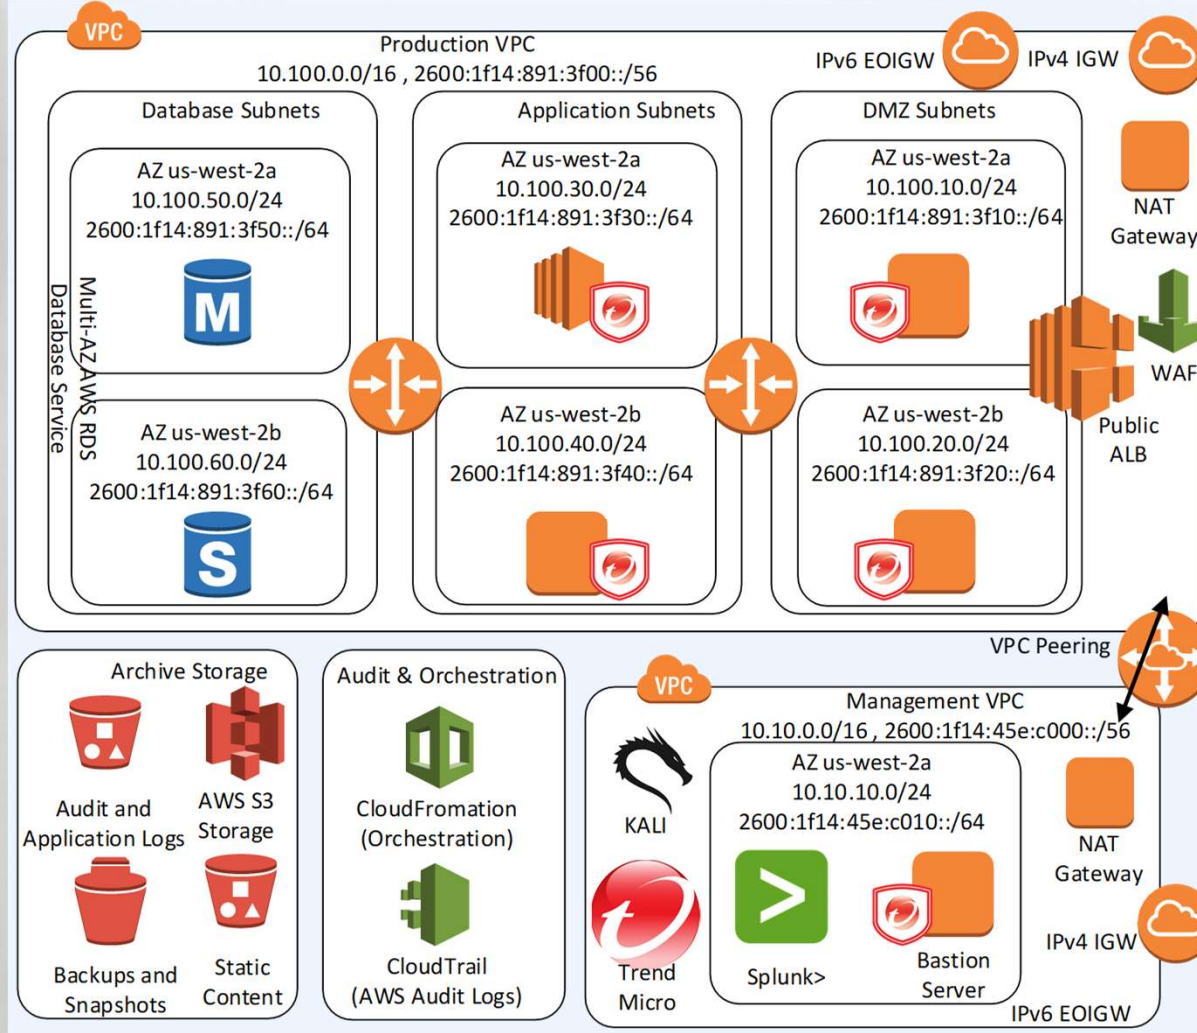 VPC
Production VPC
10.100.0.0/16 , 2600:1f14:891:3f00::/56
IPv6 EOIGW
IPv4 IGW
Database Subnets
AZ us-west-2a
10.100.50.0/24
2600:1f14:891:3f50::/64
M
Multi-AZ AWS RDS
Database Service
AZ us-west-2b
10.100.60.0/24
2600:1f14:891:3f60::/64
S
Application Subnets
AZ us-west-2a
10.100.30.0/24
2600:1f14:891:3f30::/64
AZ us-west-2b
10.100.40.0/24
2600:1f14:891:3f40::/64
DMZ Subnets
AZ us-west-2a
10.100.10.0/24
2600:1f14:891:3f10::/64
AZ us-west-2b
10.100.20.0/24
2600:1f14:891:3f20::/64
NAT
Gateway
WAF
Public
ALB
VPC Peering
Archive Storage
Audit and
Application Logs
AWS S3
Storage
Backups and
Snapshots
Static
Content
Audit & Orchestration
CloudFromation
(Orchestration)
CloudTrail
(AWS Audit Logs)
VPC
Management VPC
10.10.0.0/16 , 2600:1f14:45e:c000::/56
KALI
Trend
Micro
AZ us-west-2a
10.10.10.0/24
2600:1f14:45e:c010::/64
Splunk>
Bastion
Server
NAT
Gateway
IPv4 IGW
IPv6 EOIGW